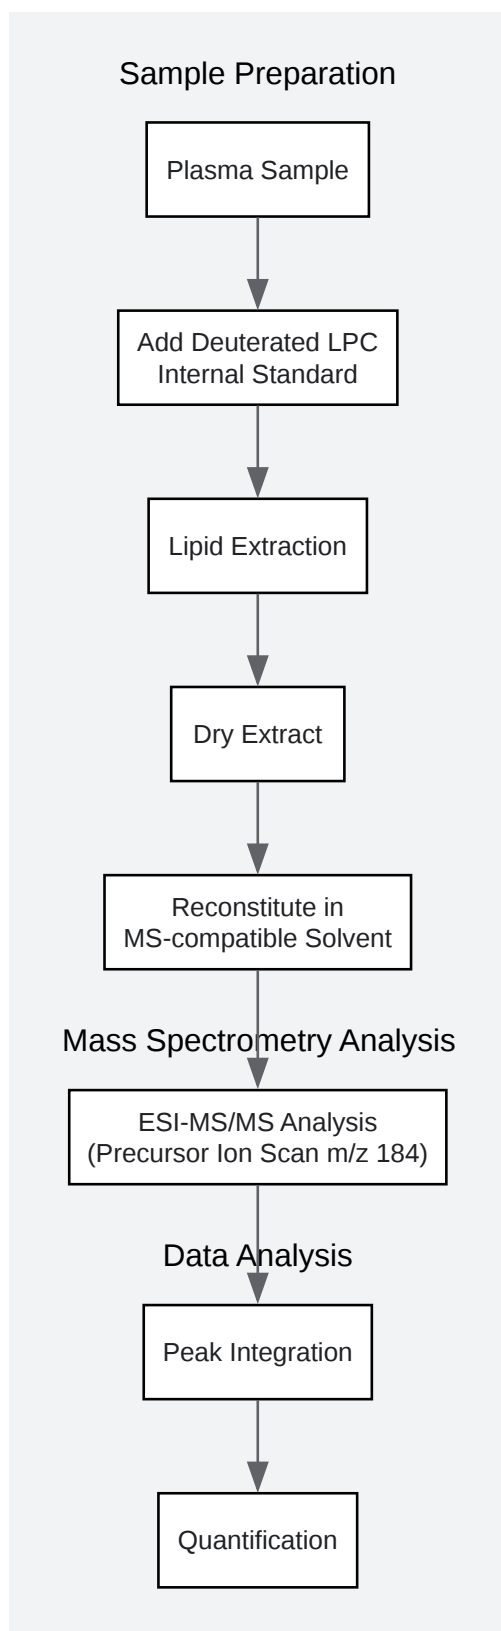 Sample Preparation
Plasma Sample
Add Deuterated LPC
Internal Standard
Lipid Extraction
Dry Extract
Reconstitute in
MS-compatible Solvent
Mass Spectrometry Analysis
ESI-MS/MS Analysis
(Precursor Ion Scan m/z 184)
Data Analysis
Peak Integration
Quantification